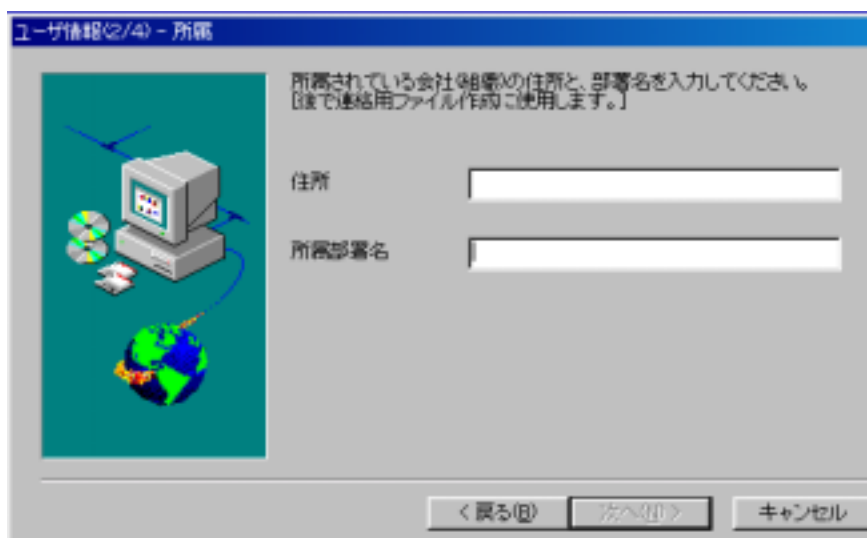 ユーザ情報(2/4) - 所属
所属されている会社(組織)の住所と、部署名を入力してください。
[後で連絡用ファイル作成に使用します。]
住所
所属部署名
< 戻る(B)
次へ(N) >
キャンセル